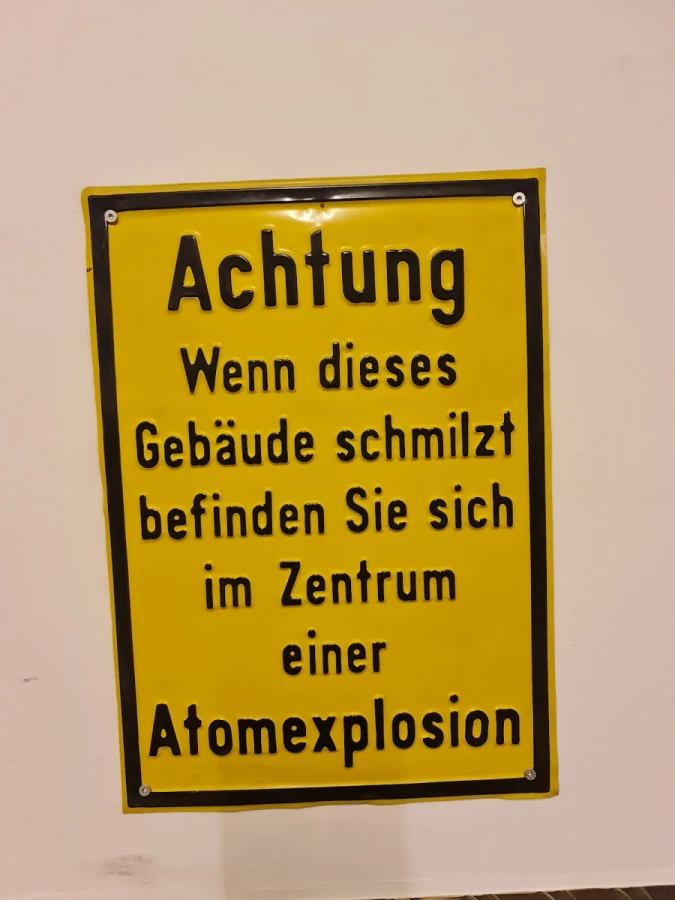 Achtung
Wenn dieses
Gebäude schmilzt
befinden Sie sich
im Zentrum
einer
Atomexplosion